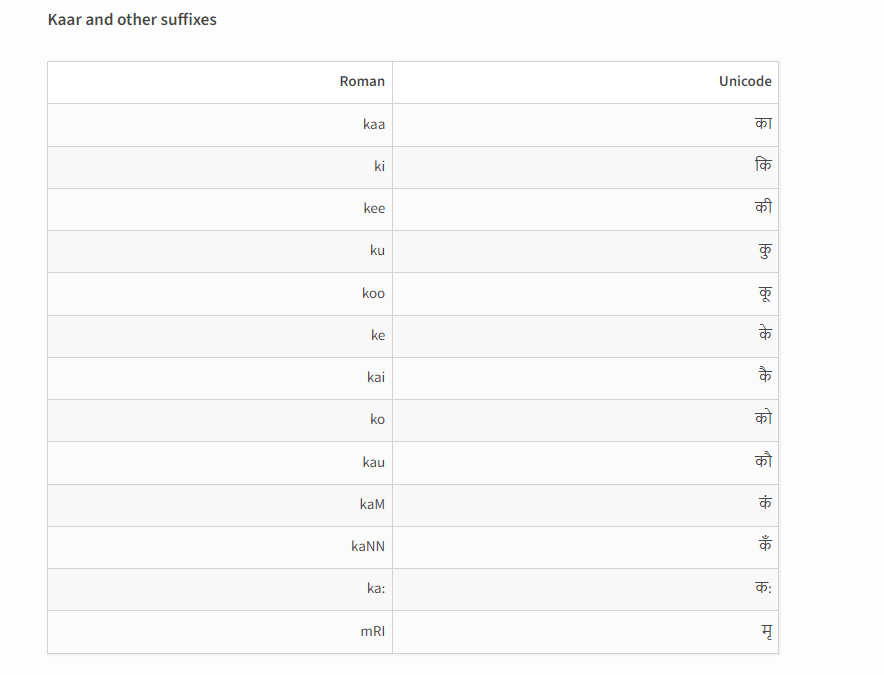 Kaar and other suffixes
Roman Unicode
kaa का
ki कि
kee की
ku कु
koo कू
ke के
kai कै
ko को
kau कौ
kaM कं
kaNN कँ
ka: क:
mRI मृ